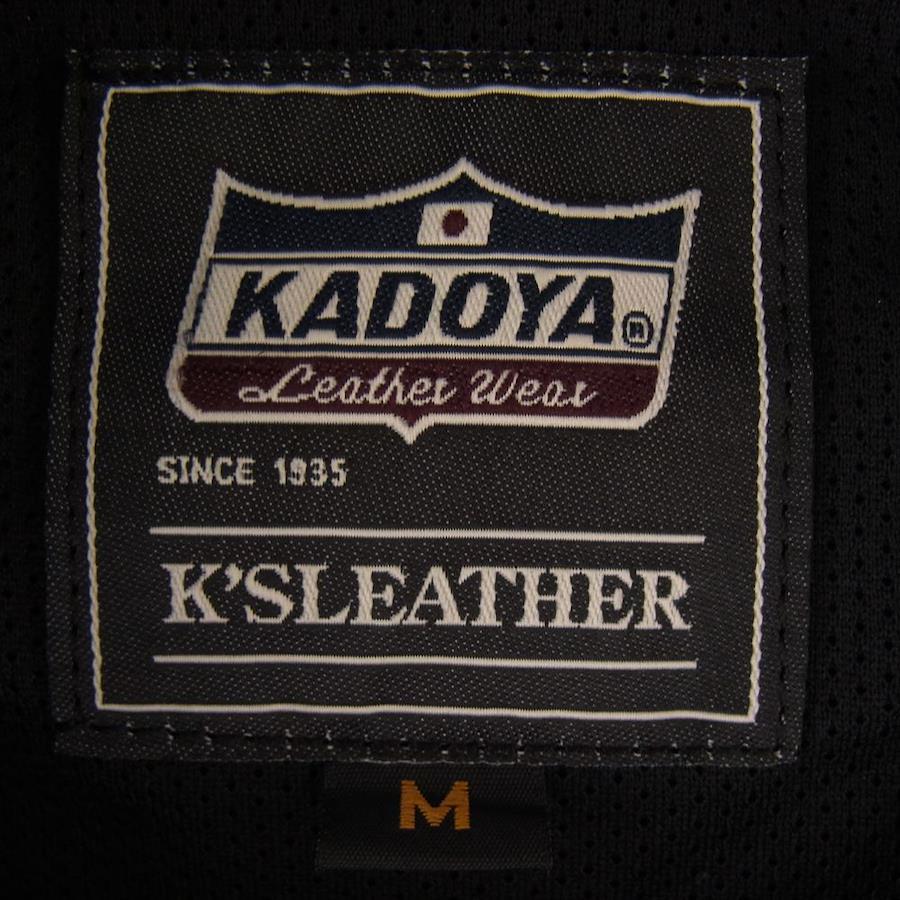 KADOYA®
Leather Wear
SINCE 1935
K'SLEATHER
M